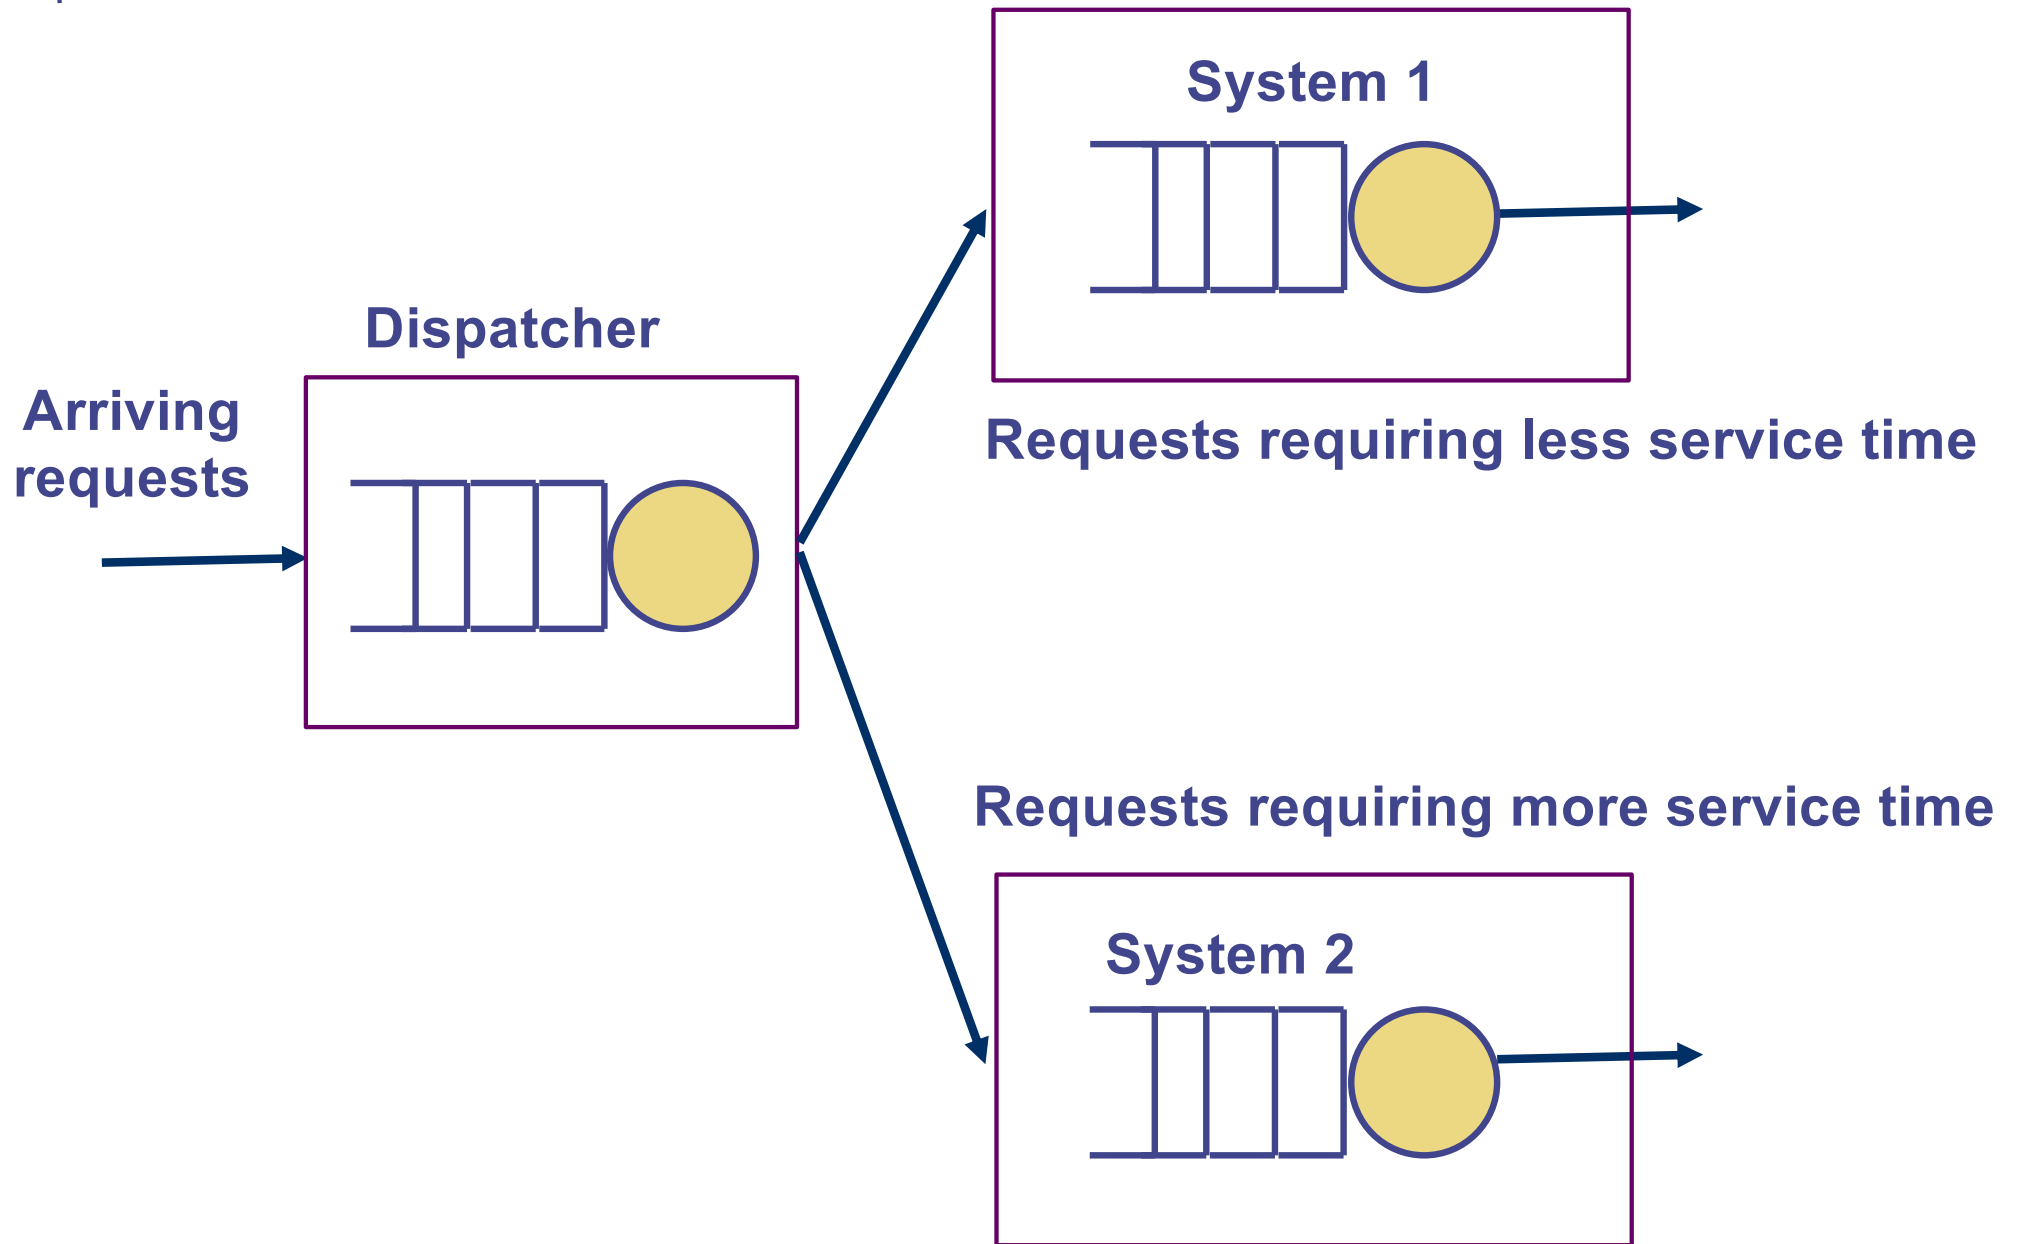 System 1
Dispatcher
Arriving
requests
Requests requiring less service time
Requests requiring more service time
System 2